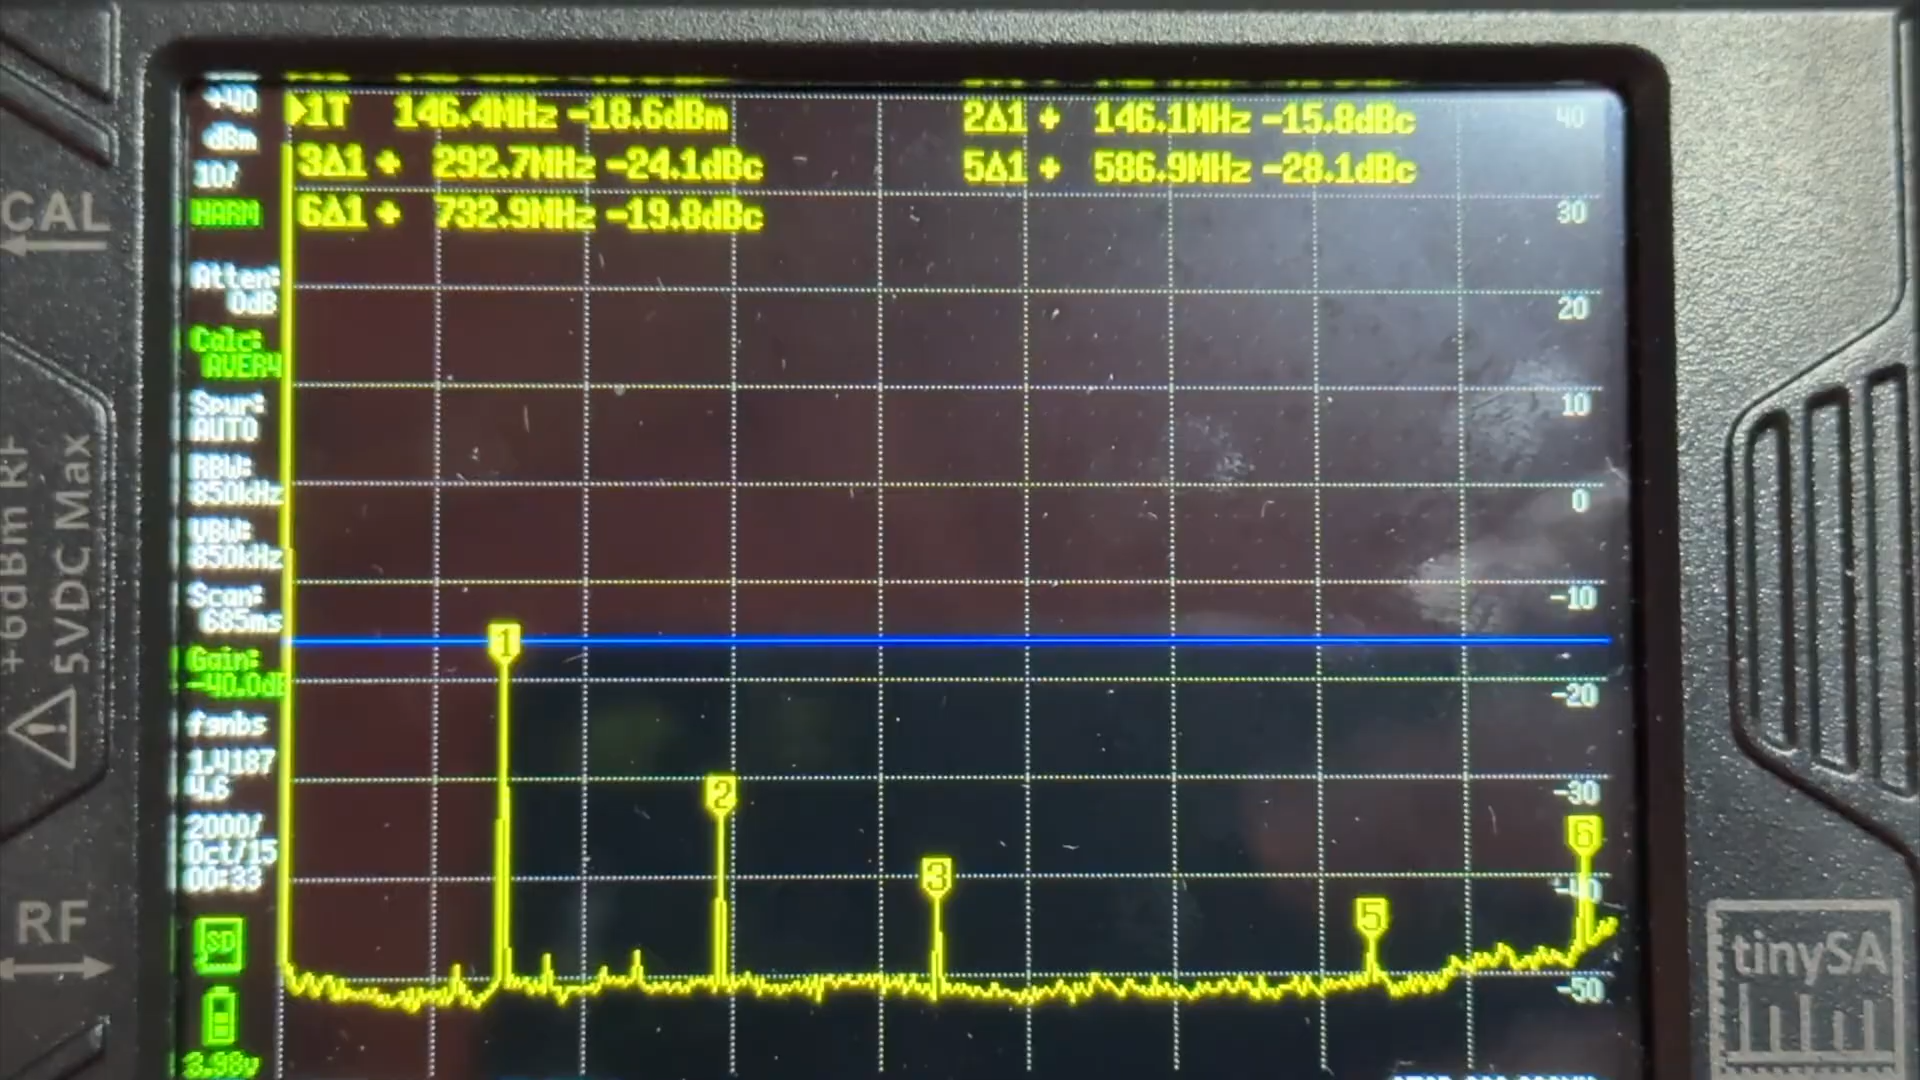 ▶1T 146.4MHz -18.6dBm 2Δ1 + 146.1MHz -15.8dBc
3Δ1 + 292.7MHz -24.1dBc 5Δ1 + 586.9MHz -28.1dBc
6Δ1 + 732.9MHz -19.8dBc
+40
dBm
10/
HARM
Atten:
0dB
Calc:
AVER4
Spur:
AUTO
RBW:
850kHz
VBW:
850kHz
Scan:
685ms
Gain:
-40.0dB
fgnbs
1.4187
4.6
2000/
Oct/15
00:33
SD
3.98v
1
2
3
5
6
40
30
20
10
0
-10
-20
-30
-40
-50
CAL
+6dBm RF
5VDC Max
RF
tinySA